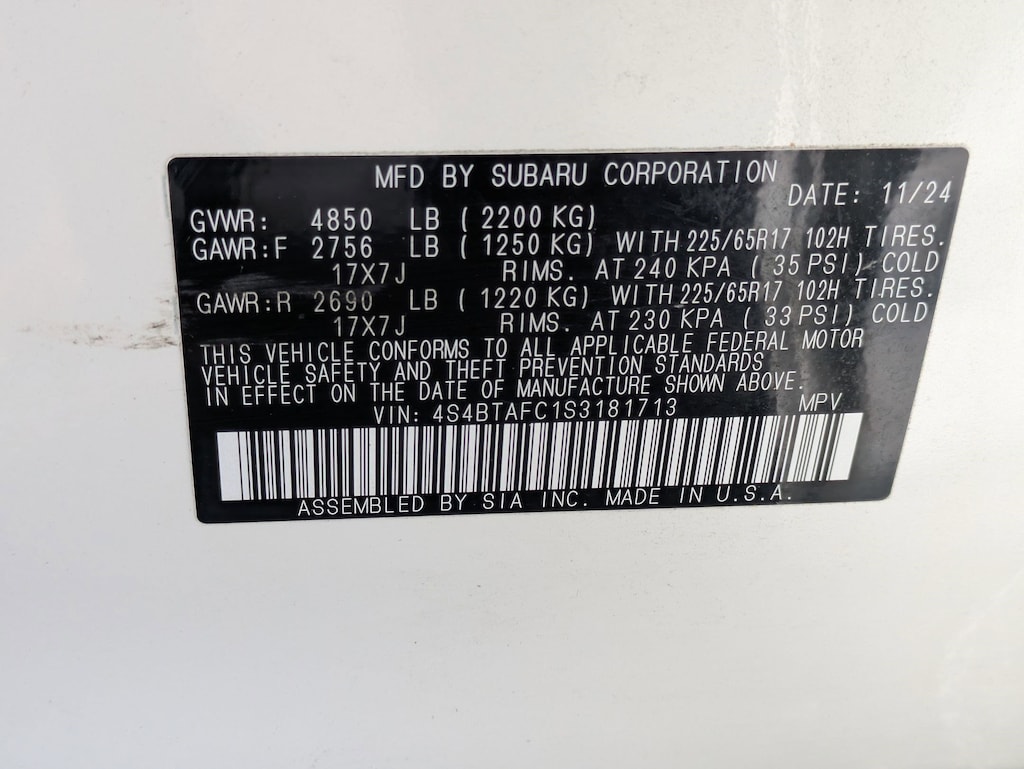 MFD BY SUBARU CORPORATION
DATE: 11/24
GVWR: 4850 LB ( 2200 KG)
GAWR:F 2756 LB ( 1250 KG) WITH 225/65R17 102H TIRES.
17X7J RIMS. AT 240 KPA ( 35 PSI) COLD
GAWR:R 2690 LB ( 1220 KG) WITH 225/65R17 102H TIRES.
17X7J RIMS. AT 230 KPA ( 33 PSI) COLD
THIS VEHICLE CONFORMS TO ALL APPLICABLE FEDERAL MOTOR
VEHICLE SAFETY AND THEFT PREVENTION STANDARDS
IN EFFECT ON THE DATE OF MANUFACTURE SHOWN ABOVE.
VIN: 4S4BTAFC1S3181713 MPV
ASSEMBLED BY SIA INC. MADE IN U.S.A.